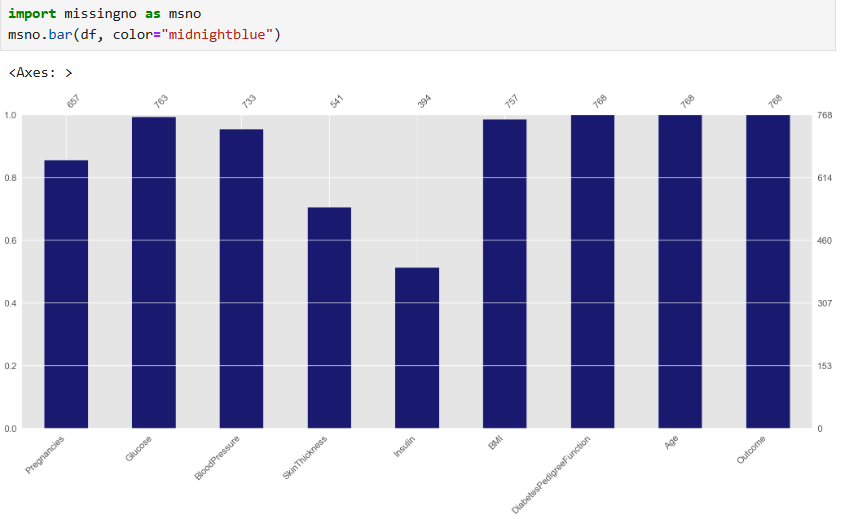 import missingno as msno
msno.bar(df, color="midnightblue")
<Axes: >
657 763 733 541 394 757 768 768 768
1.0 768
0.8 614
0.6 460
0.4 307
0.2 153
0.0 0
Pregnancies Glucose BloodPressure SkinThickness Insulin BMI DiabetesPedigreeFunction Age Outcome